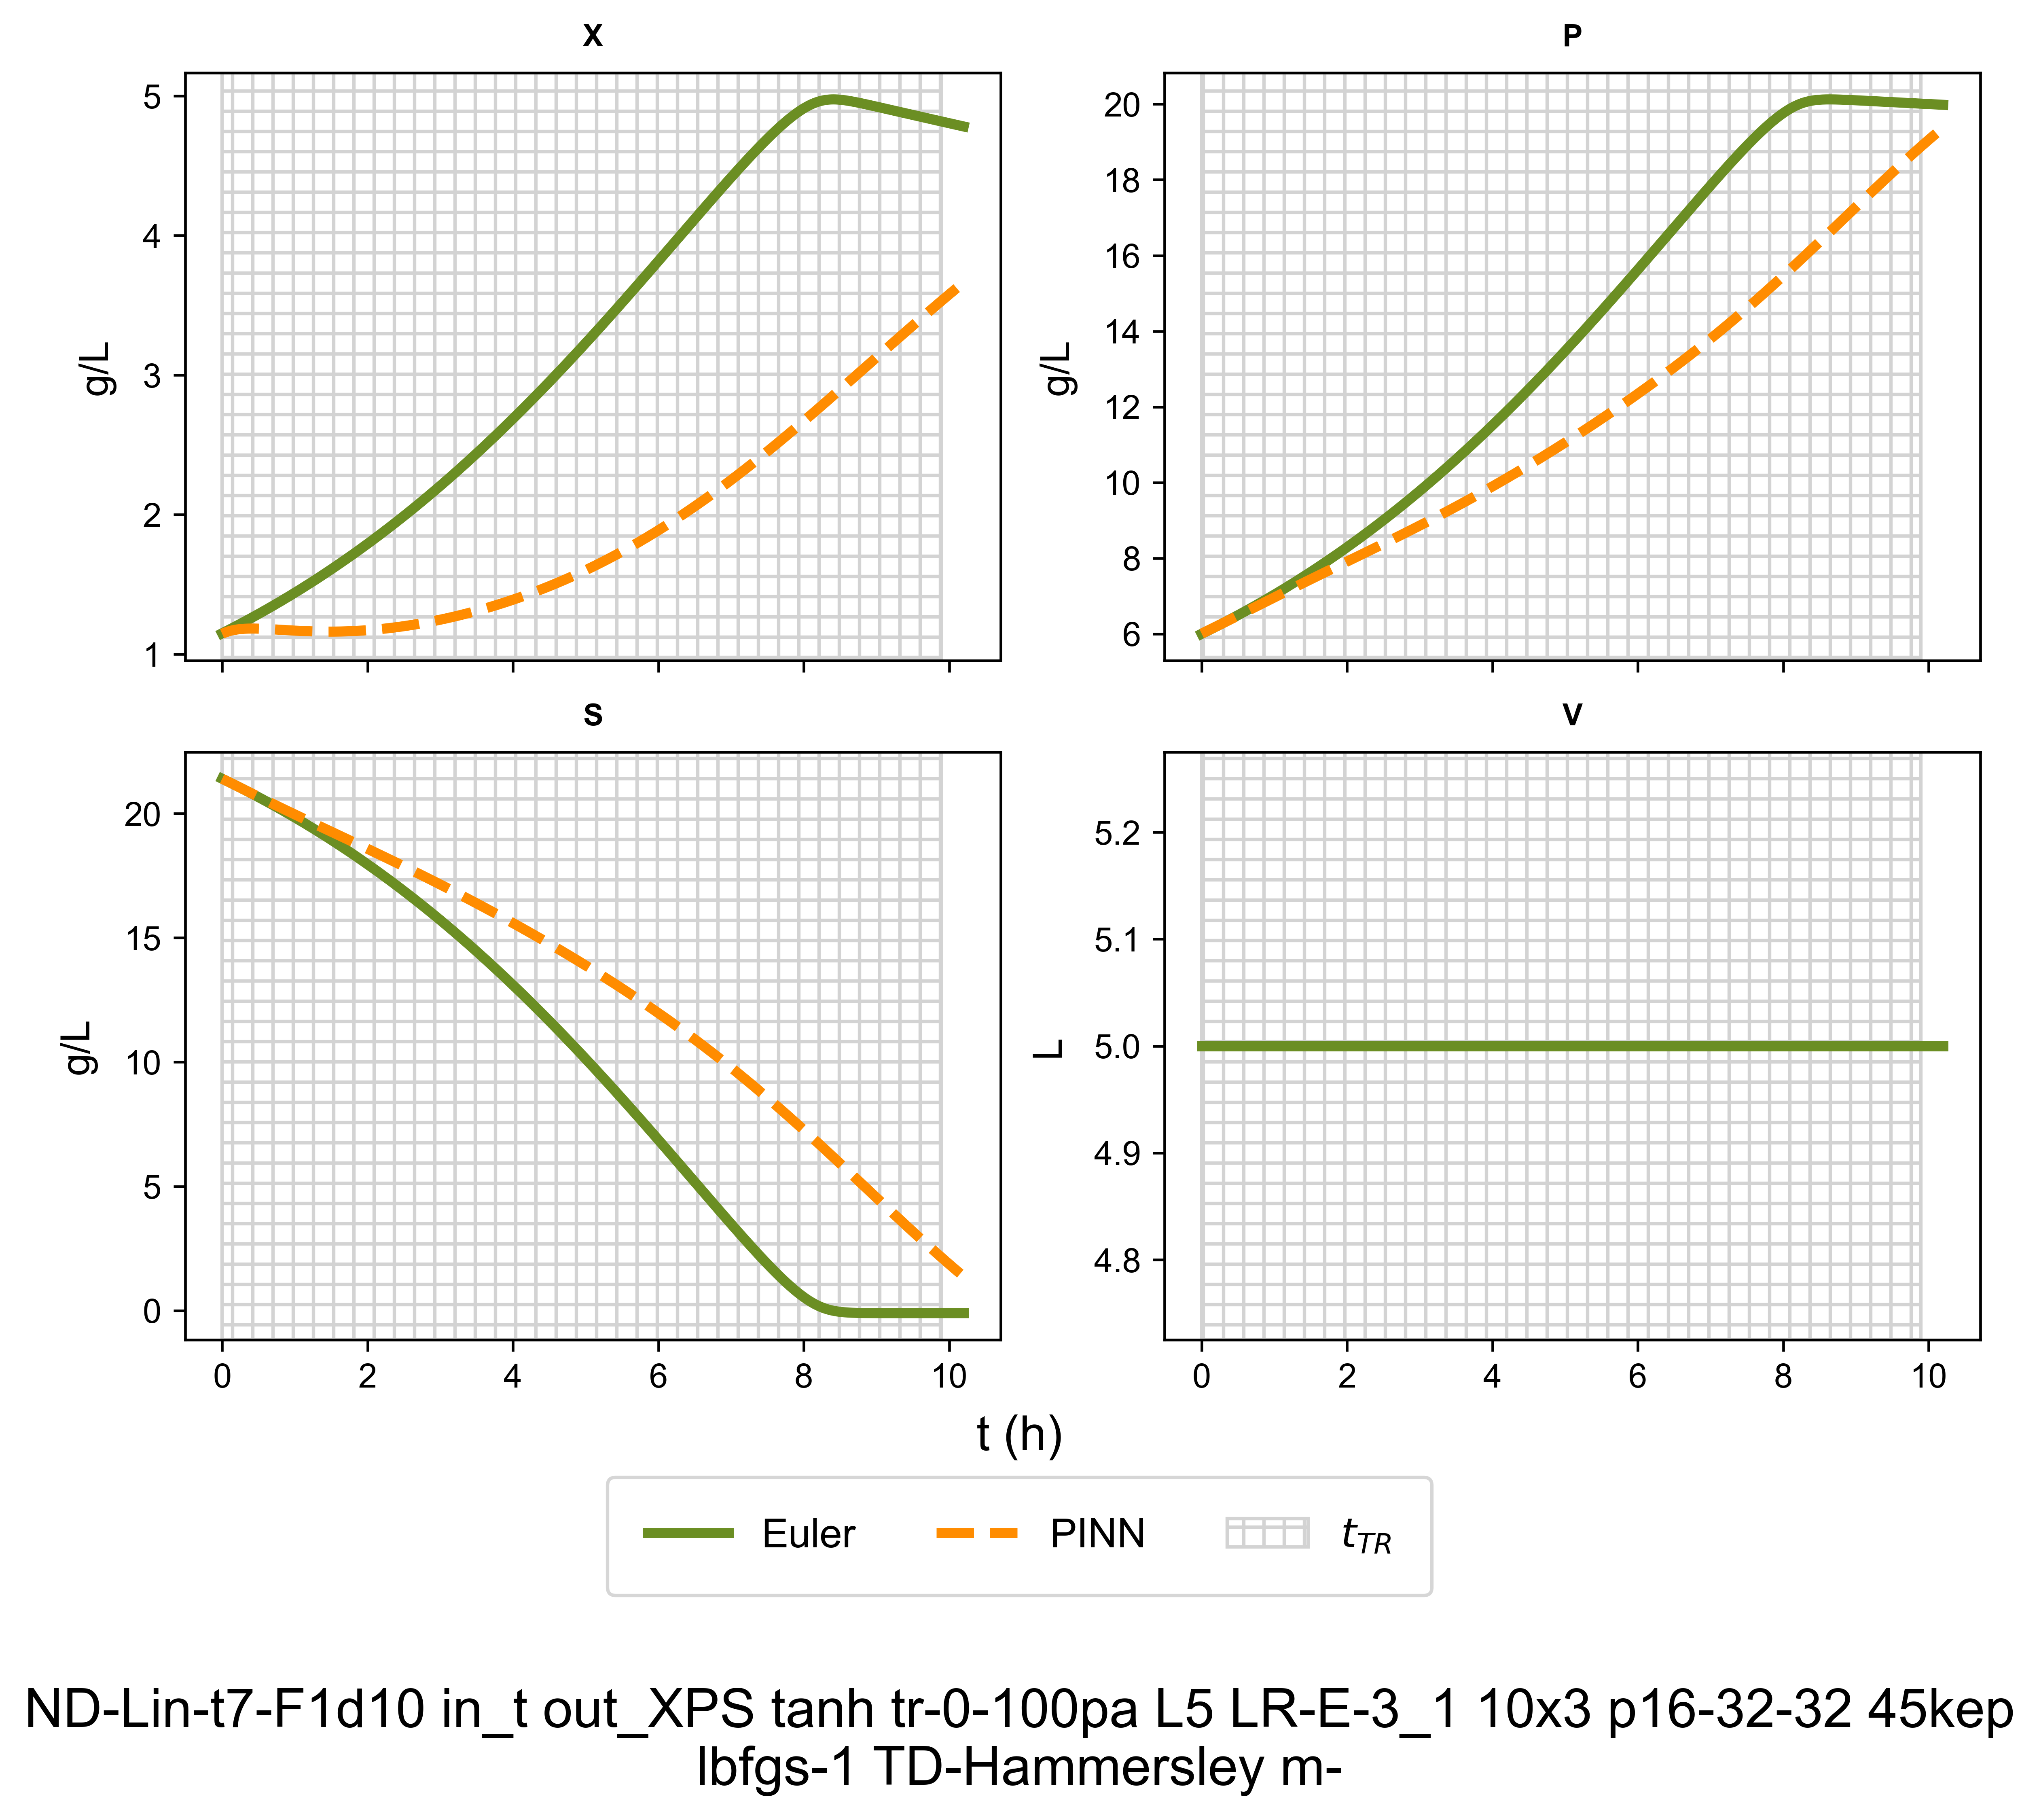 X
P
5
4
3
2
1
g/L
20
18
16
14
12
10
8
6
g/L
S
V
20
15
10
5
0
g/L
0 2 4 6 8 10
5.2
5.1
5.0
4.9
4.8
L
0 2 4 6 8 10
t (h)
Euler PINN t_TR
ND-Lin-t7-F1d10 in_t out_XPS tanh tr-0-100pa L5 LR-E-3_1 10x3 p16-32-32 45kep
lbfgs-1 TD-Hammersley m-